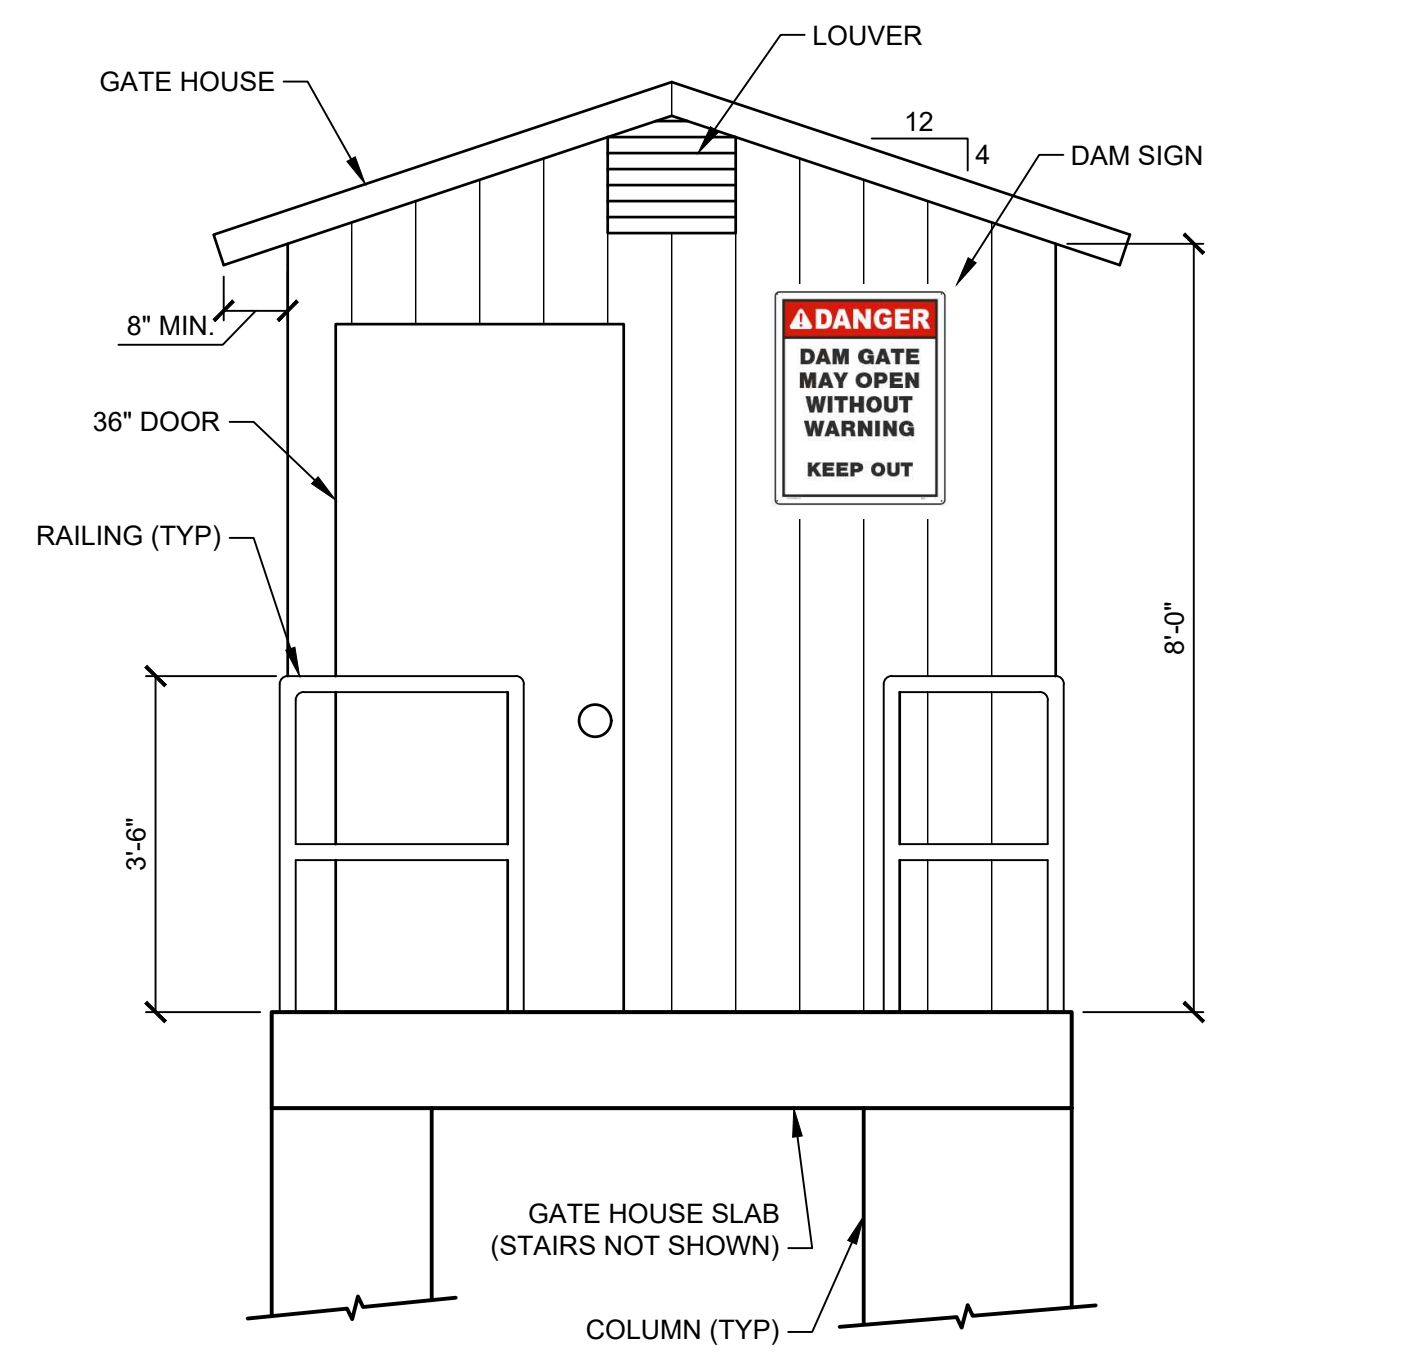 LOUVER
GATE HOUSE
12
4
DAM SIGN
8" MIN.
DANGER
DAM GATE
MAY OPEN
WITHOUT
WARNING
KEEP OUT
36" DOOR
RAILING (TYP)
8'-0"
3'-6"
GATE HOUSE SLAB
(STAIRS NOT SHOWN)
COLUMN (TYP)